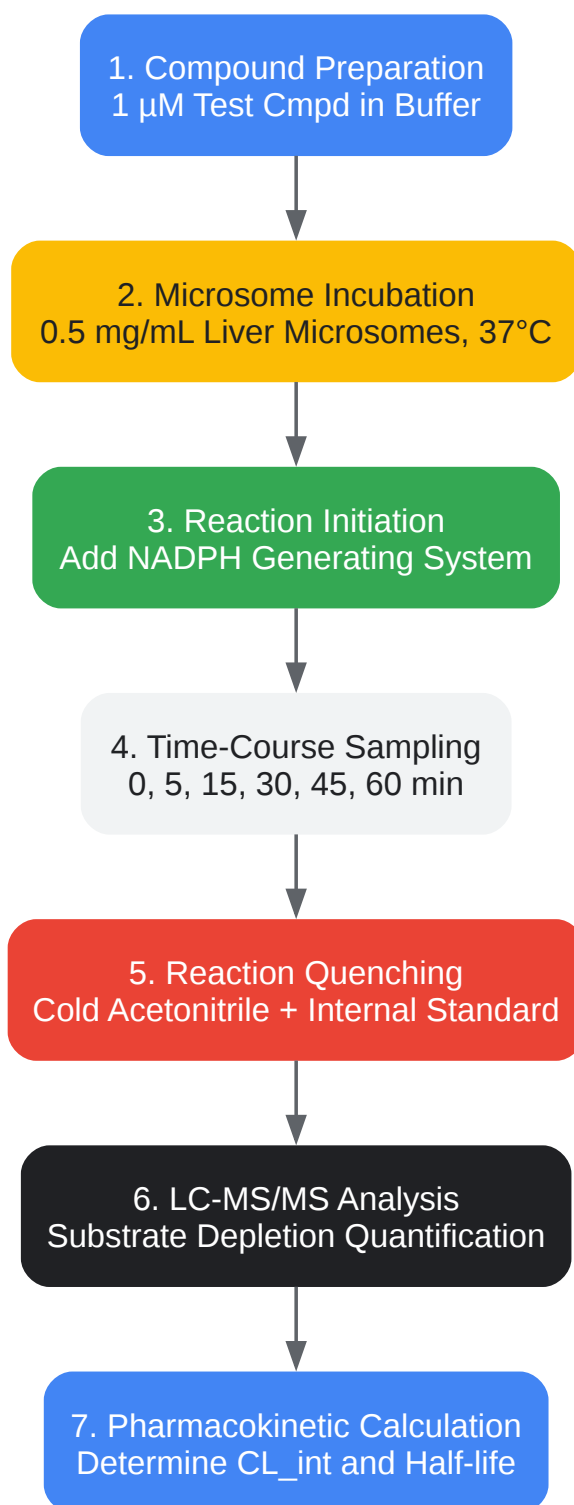 1. Compound Preparation
1 µM Test Cmpd in Buffer
2. Microsome Incubation
0.5 mg/mL Liver Microsomes, 37°C
3. Reaction Initiation
Add NADPH Generating System
4. Time-Course Sampling
0, 5, 15, 30, 45, 60 min
5. Reaction Quenching
Cold Acetonitrile + Internal Standard
6. LC-MS/MS Analysis
Substrate Depletion Quantification
7. Pharmacokinetic Calculation
Determine CL_int and Half-life